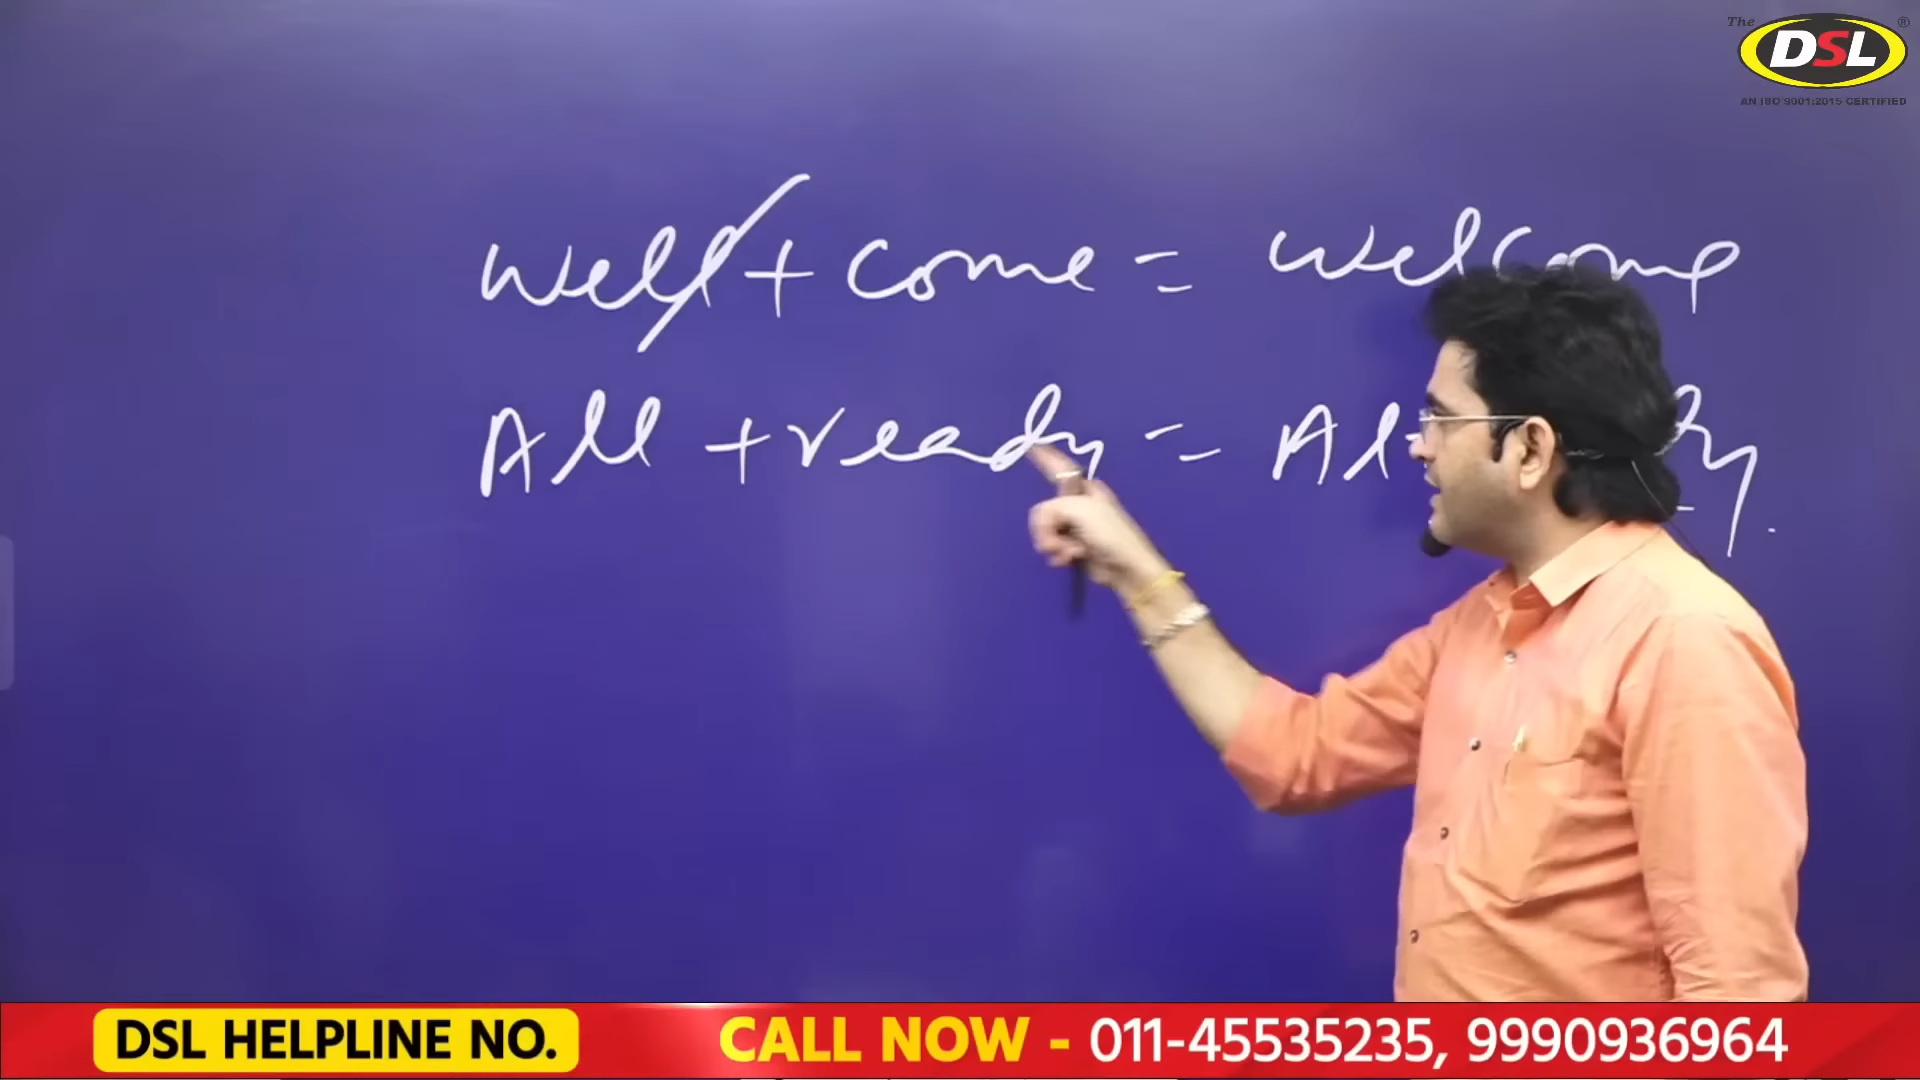 The DSL ®
AN ISO 9001:2015 CERTIFIED
Well + Come = Welcome
All + ready =
DSL HELPLINE NO. CALL NOW - 011-45535235, 9990936964